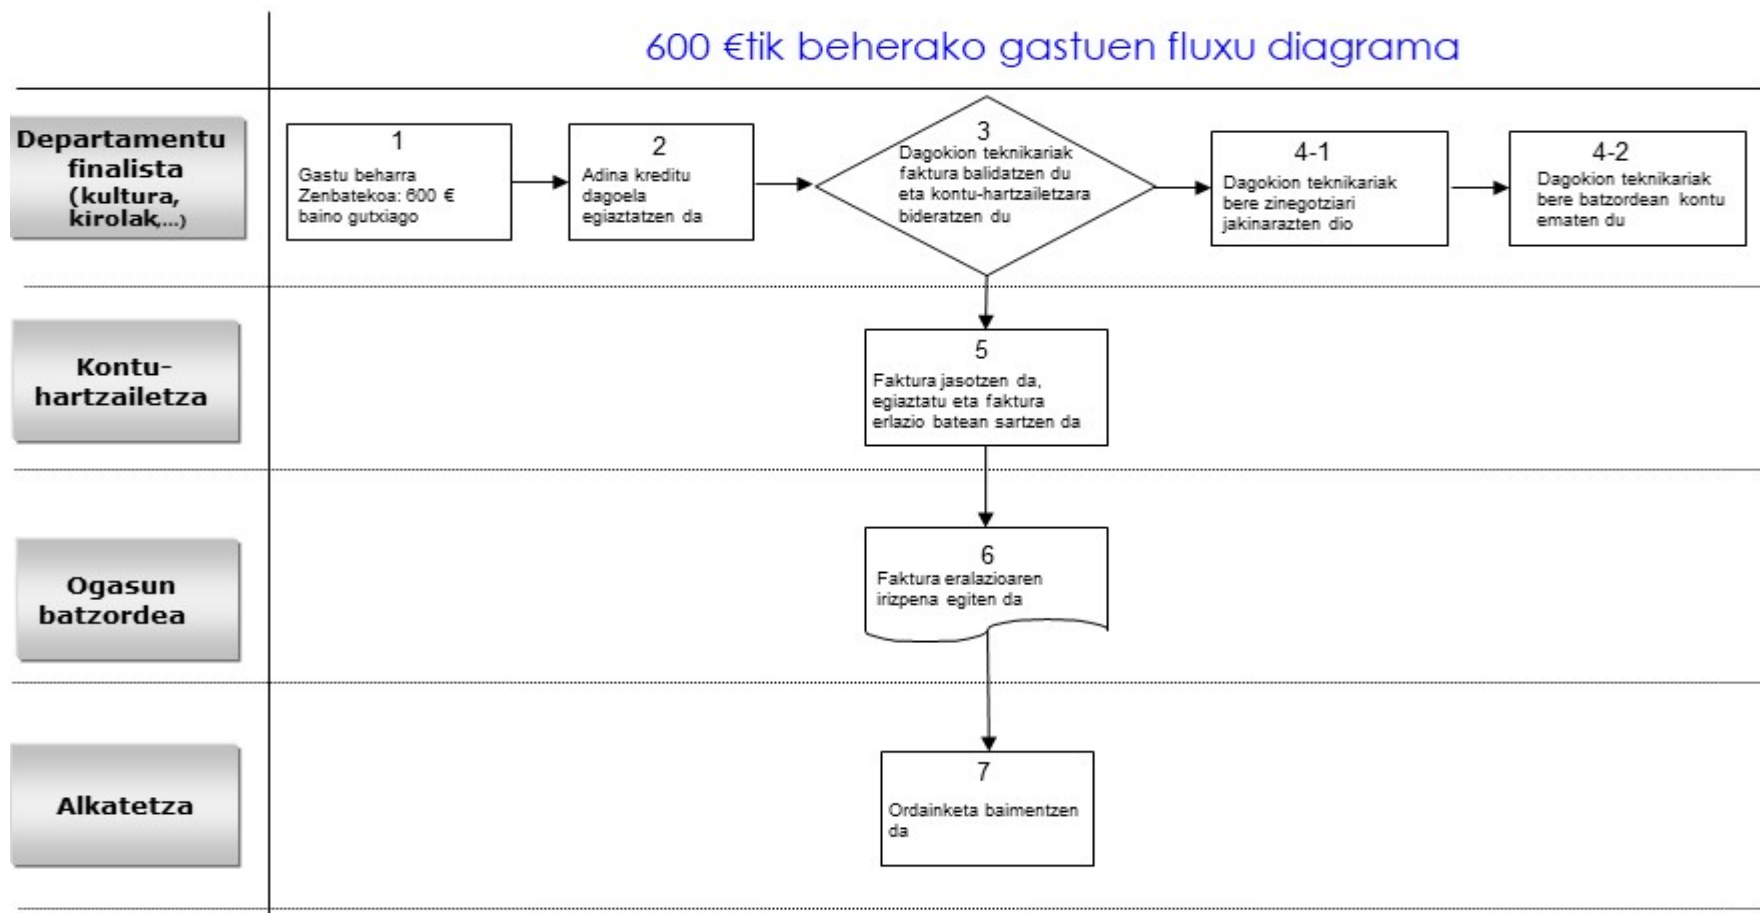 600 €tik beherako gastuen fluxu diagrama
Departamentu
finalista
(kultura,
kirolak,...)
1
Gastu beharra
Zenbatekoa: 600 €
baino gutxiago
2
Adina kreditu
dagoela
egiaztatzen da
3
Dagokion teknikariak
faktura balidatzen du
eta kontu-hartzailetzara
bideratzen du
4-1
Dagokion teknikariak
bere zinegotziari
jakinarazten dio
4-2
Dagokion teknikariak
bere batzordean kontu
ematen du
Kontu-
hartzailetza
5
Faktura jasotzen da,
egiaztatu eta faktura
erlazio batean sartzen da
Ogasun
batzordea
6
Faktura eralazioaren
irizpena egiten da
Alkatetza
7
Ordainketa baimentzen
da